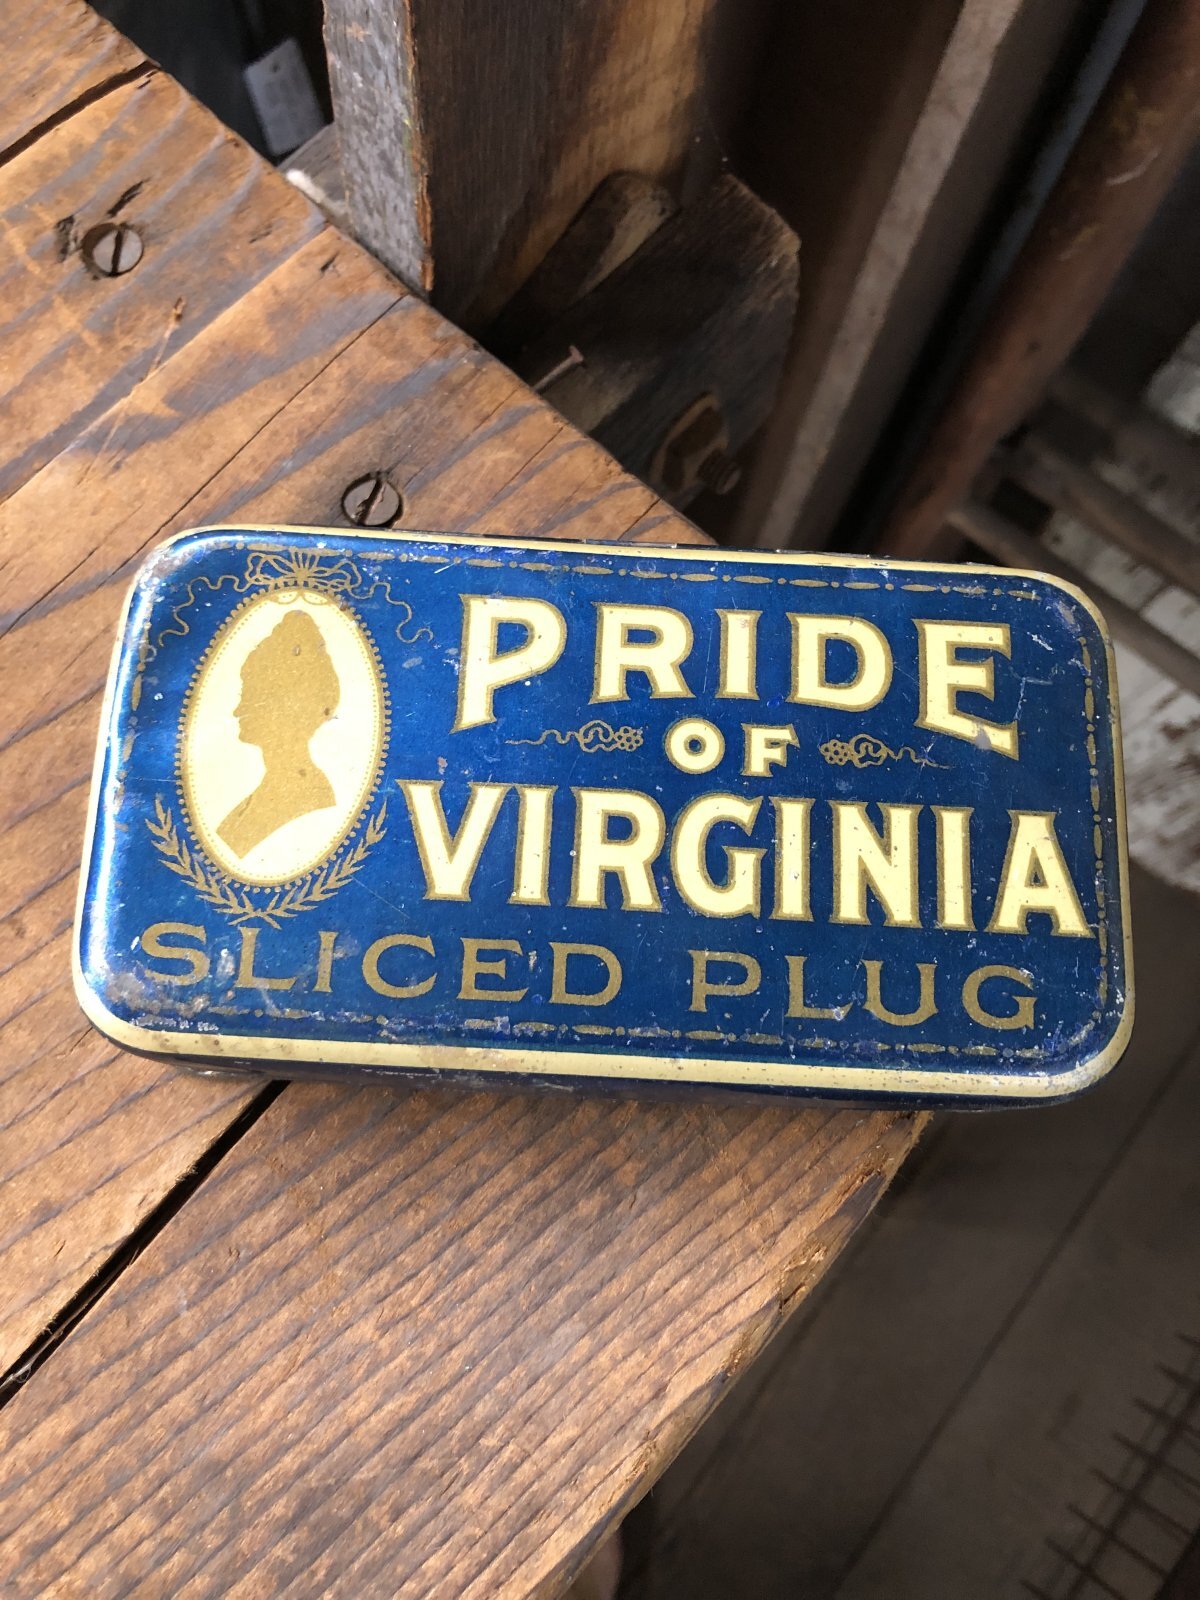 PRIDE
OF
VIRGINIA
SLICED PLUG